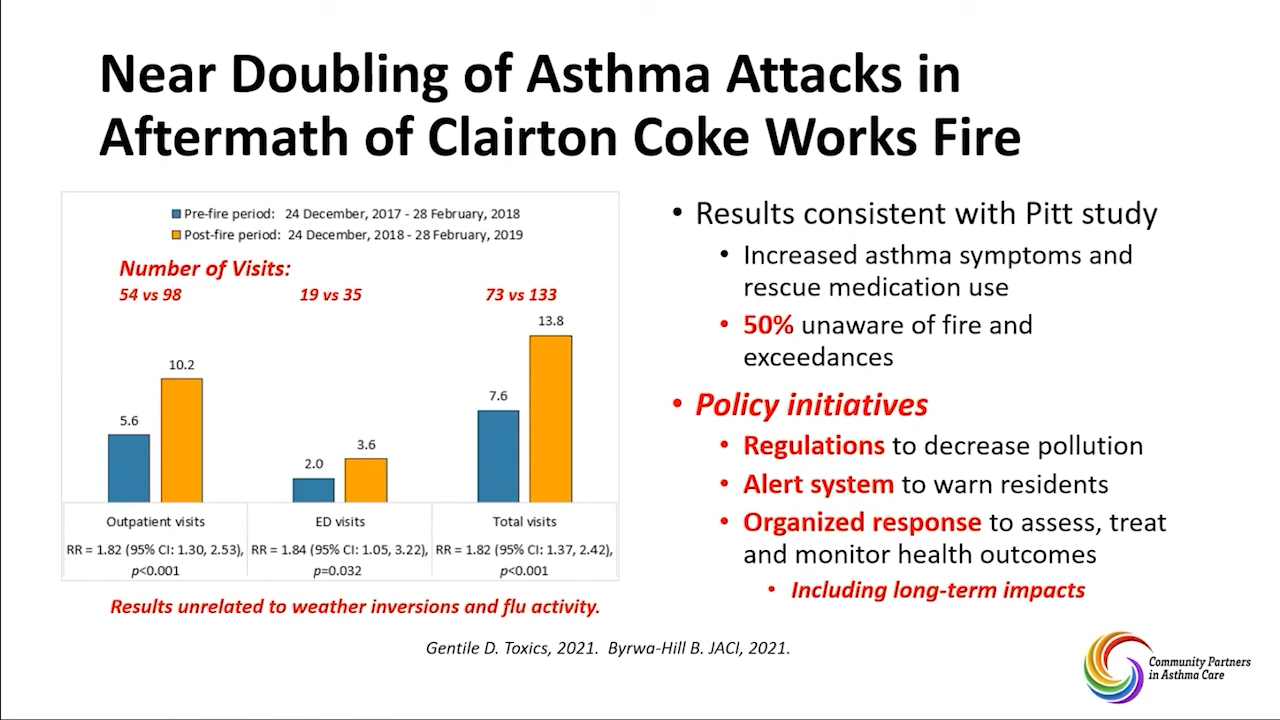 Near Doubling of Asthma Attacks in
Aftermath of Clairton Coke Works Fire
Pre-fire period: 24 December, 2017 - 28 February, 2018
Post-fire period: 24 December, 2018 - 28 February, 2019
Number of Visits:
54 vs 98
19 vs 35
73 vs 133
5.6
10.2
2.0
3.6
7.6
13.8
Outpatient visits
RR = 1.82 (95% CI: 1.30, 2.53),
p<0.001
ED visits
RR = 1.84 (95% CI: 1.05, 3.22),
p=0.032
Total visits
RR = 1.82 (95% CI: 1.37, 2.42),
p<0.001
Results unrelated to weather inversions and flu activity.
• Results consistent with Pitt study
• Increased asthma symptoms and
rescue medication use
• 50% unaware of fire and
exceedances
• Policy initiatives
• Regulations to decrease pollution
• Alert system to warn residents
• Organized response to assess, treat
and monitor health outcomes
• Including long-term impacts
Gentile D. Toxics, 2021. Byrwa-Hill B. JACI, 2021.
Community Partners
in Asthma Care